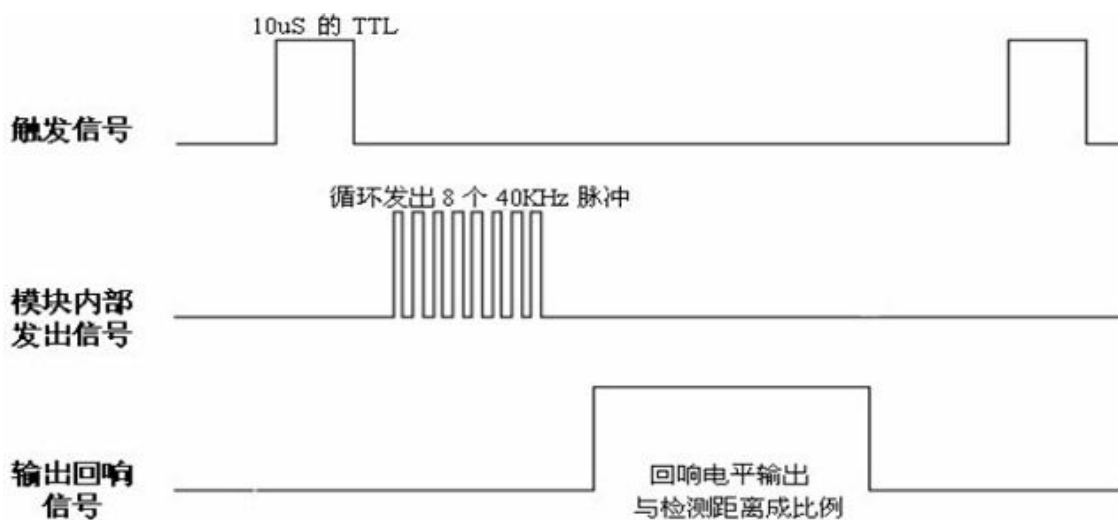 10uS 的 TTL
触发信号
循环发出 8 个 40KHz 脉冲
模块内部
发出信号
输出回响
信号
回响电平输出
与检测距离成比例